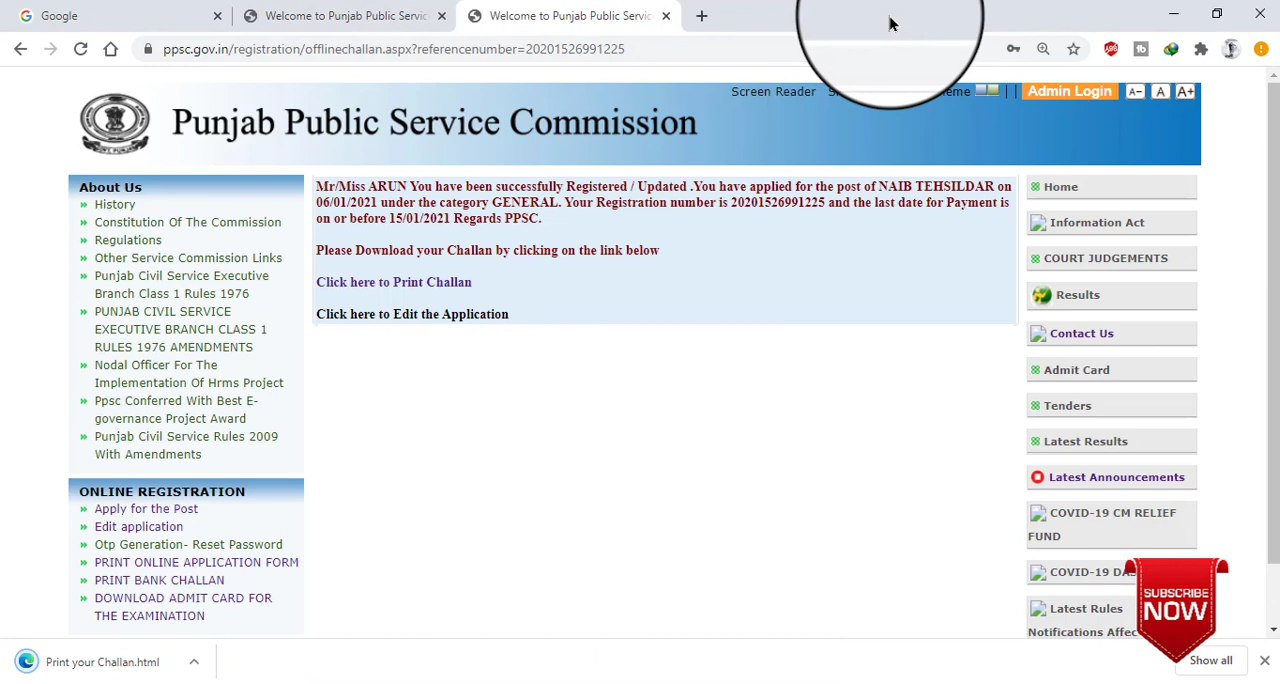 Google
Welcome to Punjab Public Servic
Welcome to Punjab Public Servic
ppsc.gov.in/registration/offlinechallan.aspx?referencenumber=20201526991225
Screen Reader
Admin Login
A-
A
A+
Punjab Public Service Commission
About Us
History
Constitution Of The Commission
Regulations
Other Service Commission Links
Punjab Civil Service Executive
Branch Class 1 Rules 1976
PUNJAB CIVIL SERVICE
EXECUTIVE BRANCH CLASS 1
RULES 1976 AMENDMENTS
Nodal Officer For The
Implementation Of Hrms Project
Ppsc Conferred With Best E-
governance Project Award
Punjab Civil Service Rules 2009
With Amendments
ONLINE REGISTRATION
Apply for the Post
Edit application
Otp Generation- Reset Password
PRINT ONLINE APPLICATION FORM
PRINT BANK CHALLAN
DOWNLOAD ADMIT CARD FOR
THE EXAMINATION
Mr/Miss ARUN You have been successfully Registered / Updated .You have applied for the post of NAIB TEHSILDAR on
06/01/2021 under the category GENERAL. Your Registration number is 20201526991225 and the last date for Payment is
on or before 15/01/2021 Regards PPSC.
Please Download your Challan by clicking on the link below
Click here to Print Challan
Click here to Edit the Application
Home
Information Act
COURT JUDGEMENTS
Results
Contact Us
Admit Card
Tenders
Latest Results
Latest Announcements
COVID-19 CM RELIEF
FUND
COVID-19
Latest Rules
Notifications
SUBSCRIBE
NOW
Print your Challan.html
Show all